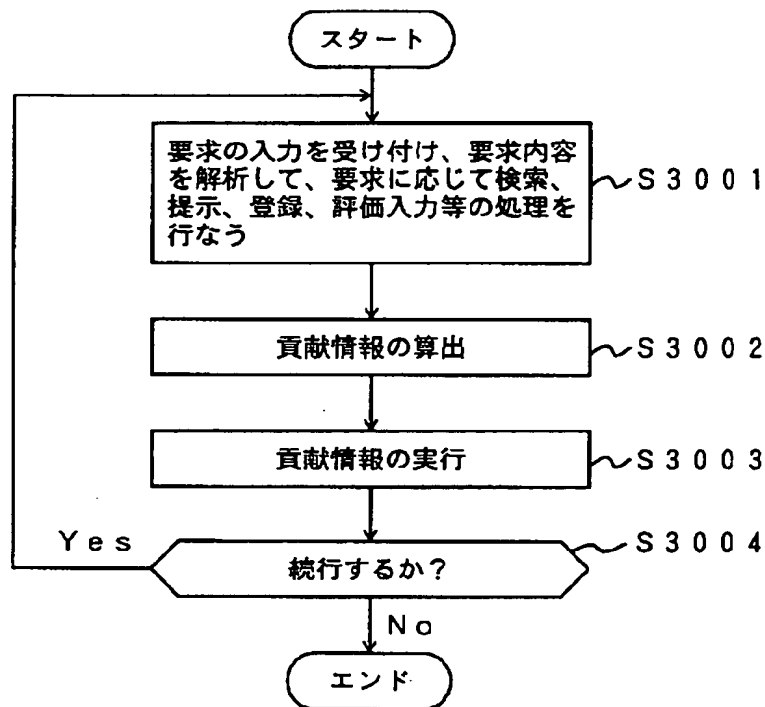 スタート
要求の入力を受け付け、要求内容
を解析して、要求に応じて検索、
提示、登録、評価入力等の処理を
行なう
S3001
貢献情報の算出
S3002
貢献情報の実行
S3003
Yes
続行するか？
S3004
No
エンド